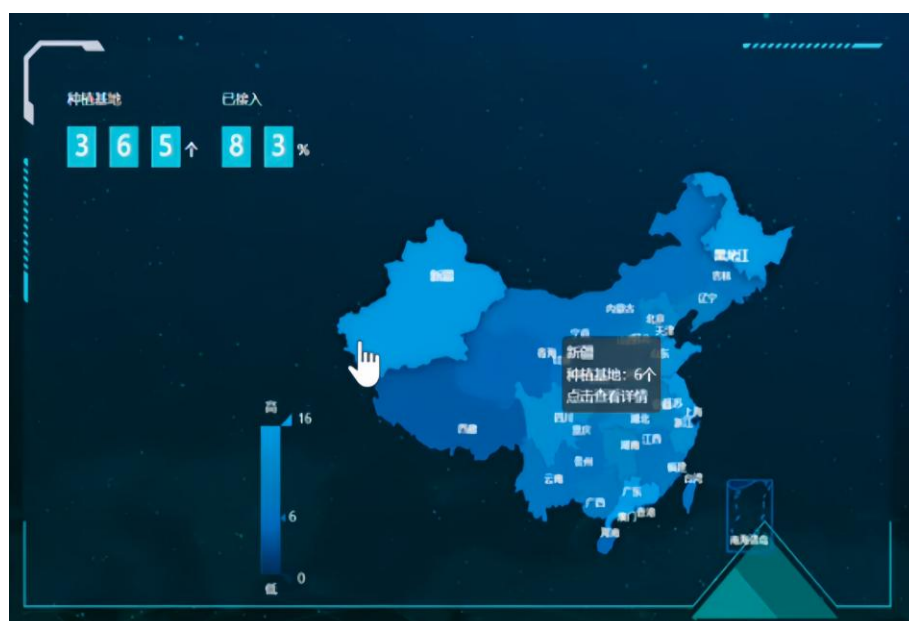 种植基地 已接入
365个 83%
黑龙江
新疆
吉林
辽宁
内蒙古
北京
天津
宁夏
青海
新疆
种植基地：6个
点击查看详情
高
16
四川
湖北
上海
浙江
西藏
重庆
湖南
江西
贵州
福建
云南
台湾
广东
广西
6
澳门
香港
海南
南海诸岛
0
低